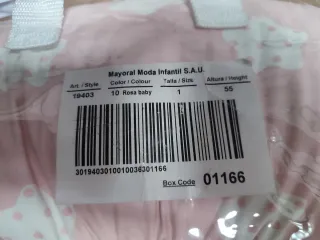 Mayoral Moda Infantil S.A.U.
Art. / Style Color / Colour Talla / Size Altura / Height
19403 10 Rosa baby 1 55
3019403010010036301166
Box Code 01166